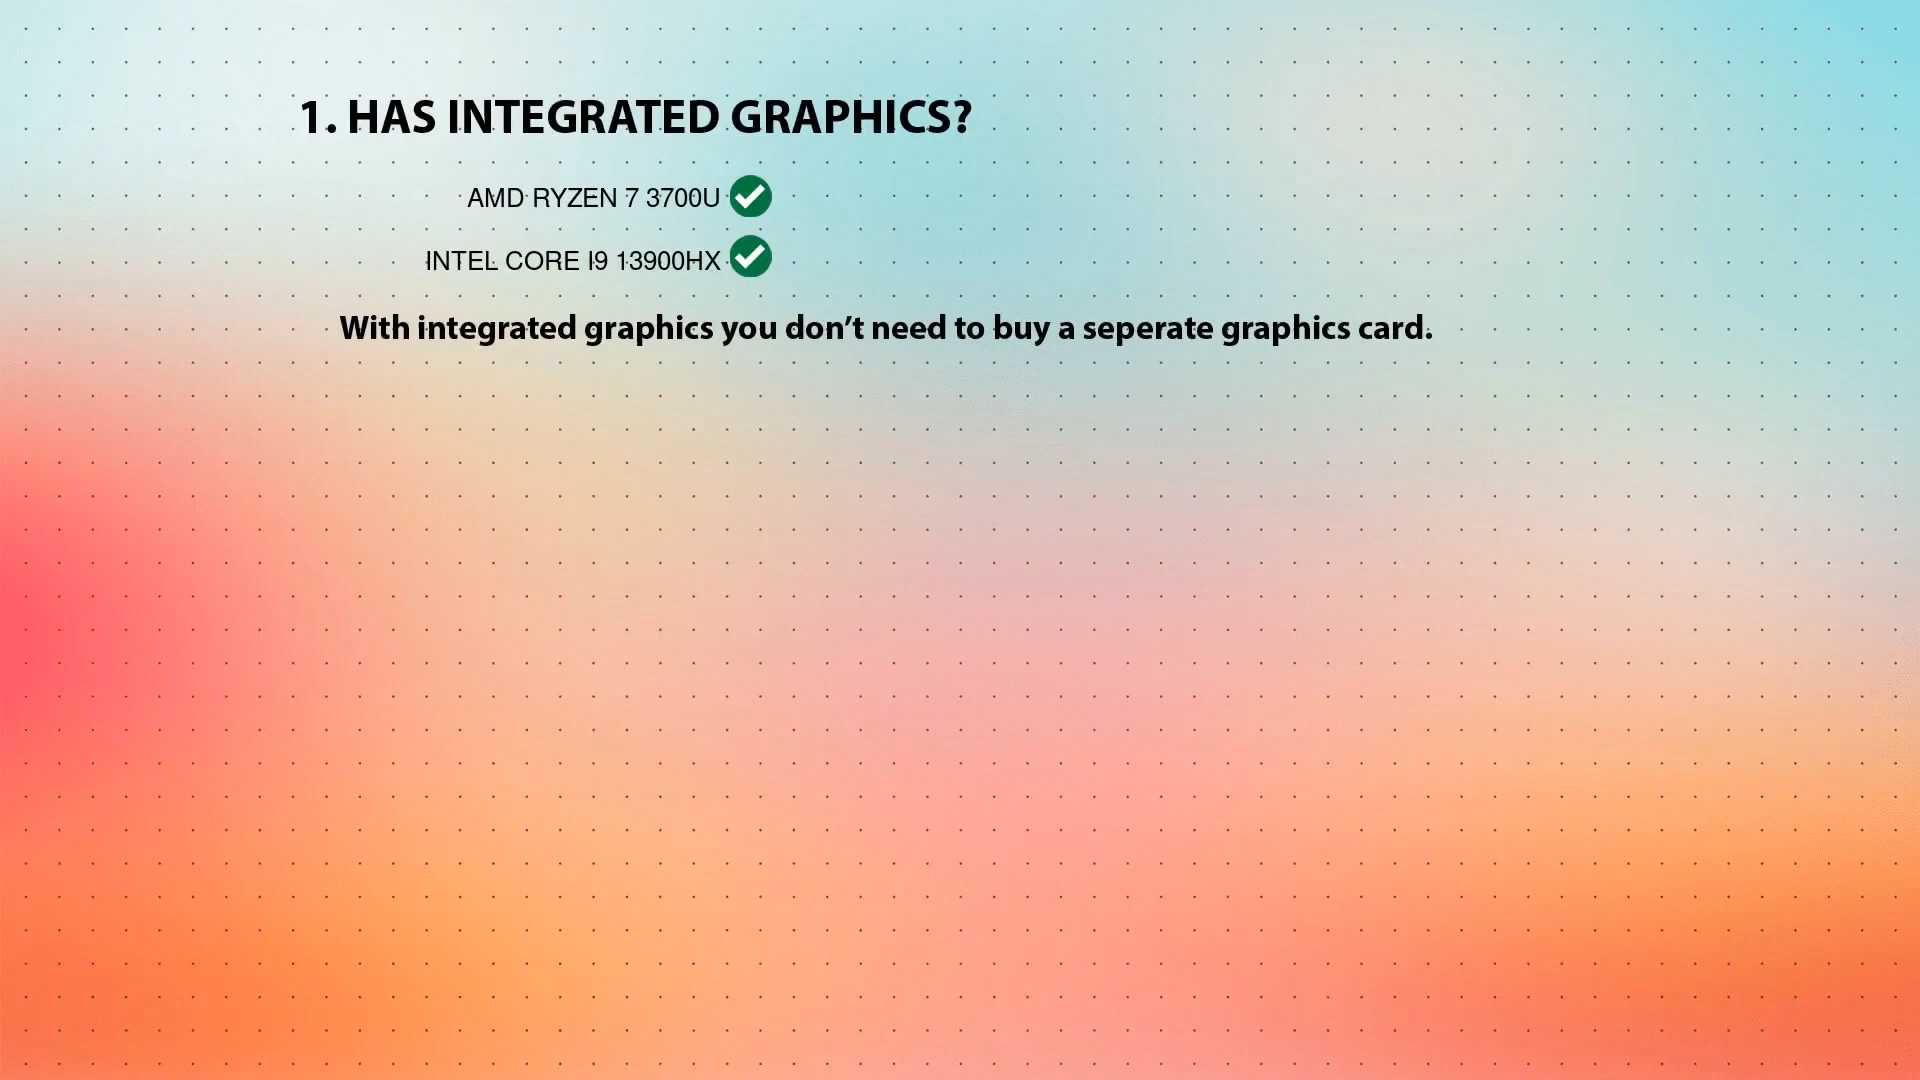 1. HAS INTEGRATED GRAPHICS?
AMD RYZEN 7 3700U
INTEL CORE I9 13900HX
With integrated graphics you don’t need to buy a seperate graphics card.